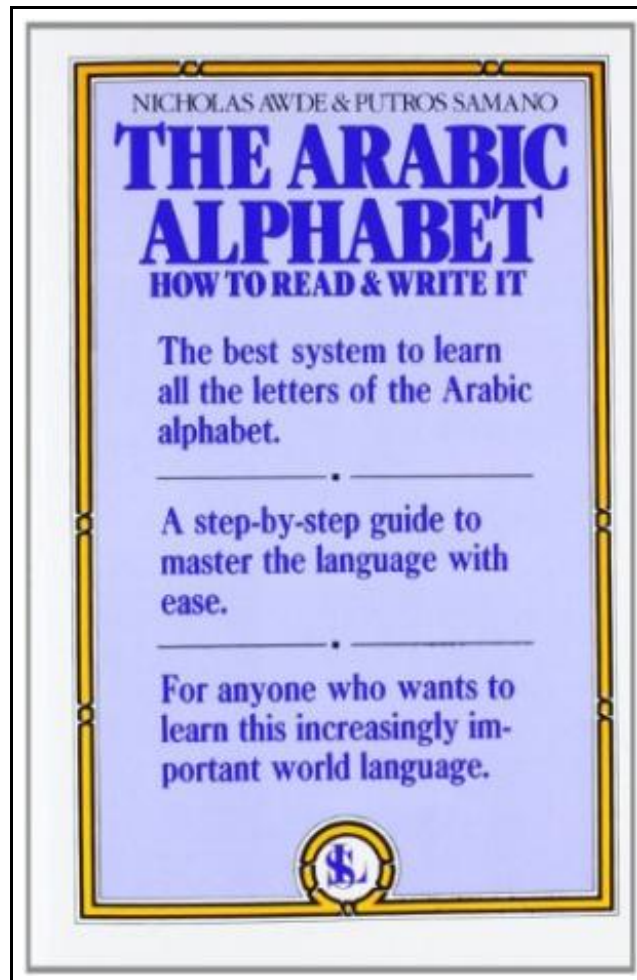 NICHOLAS AWDE & PUTROS SAMANO
THE ARABIC
ALPHABET
HOW TO READ & WRITE IT
The best system to learn
all the letters of the Arabic
alphabet.
A step-by-step guide to
master the language with
ease.
For anyone who wants to
learn this increasingly im-
portant world language.